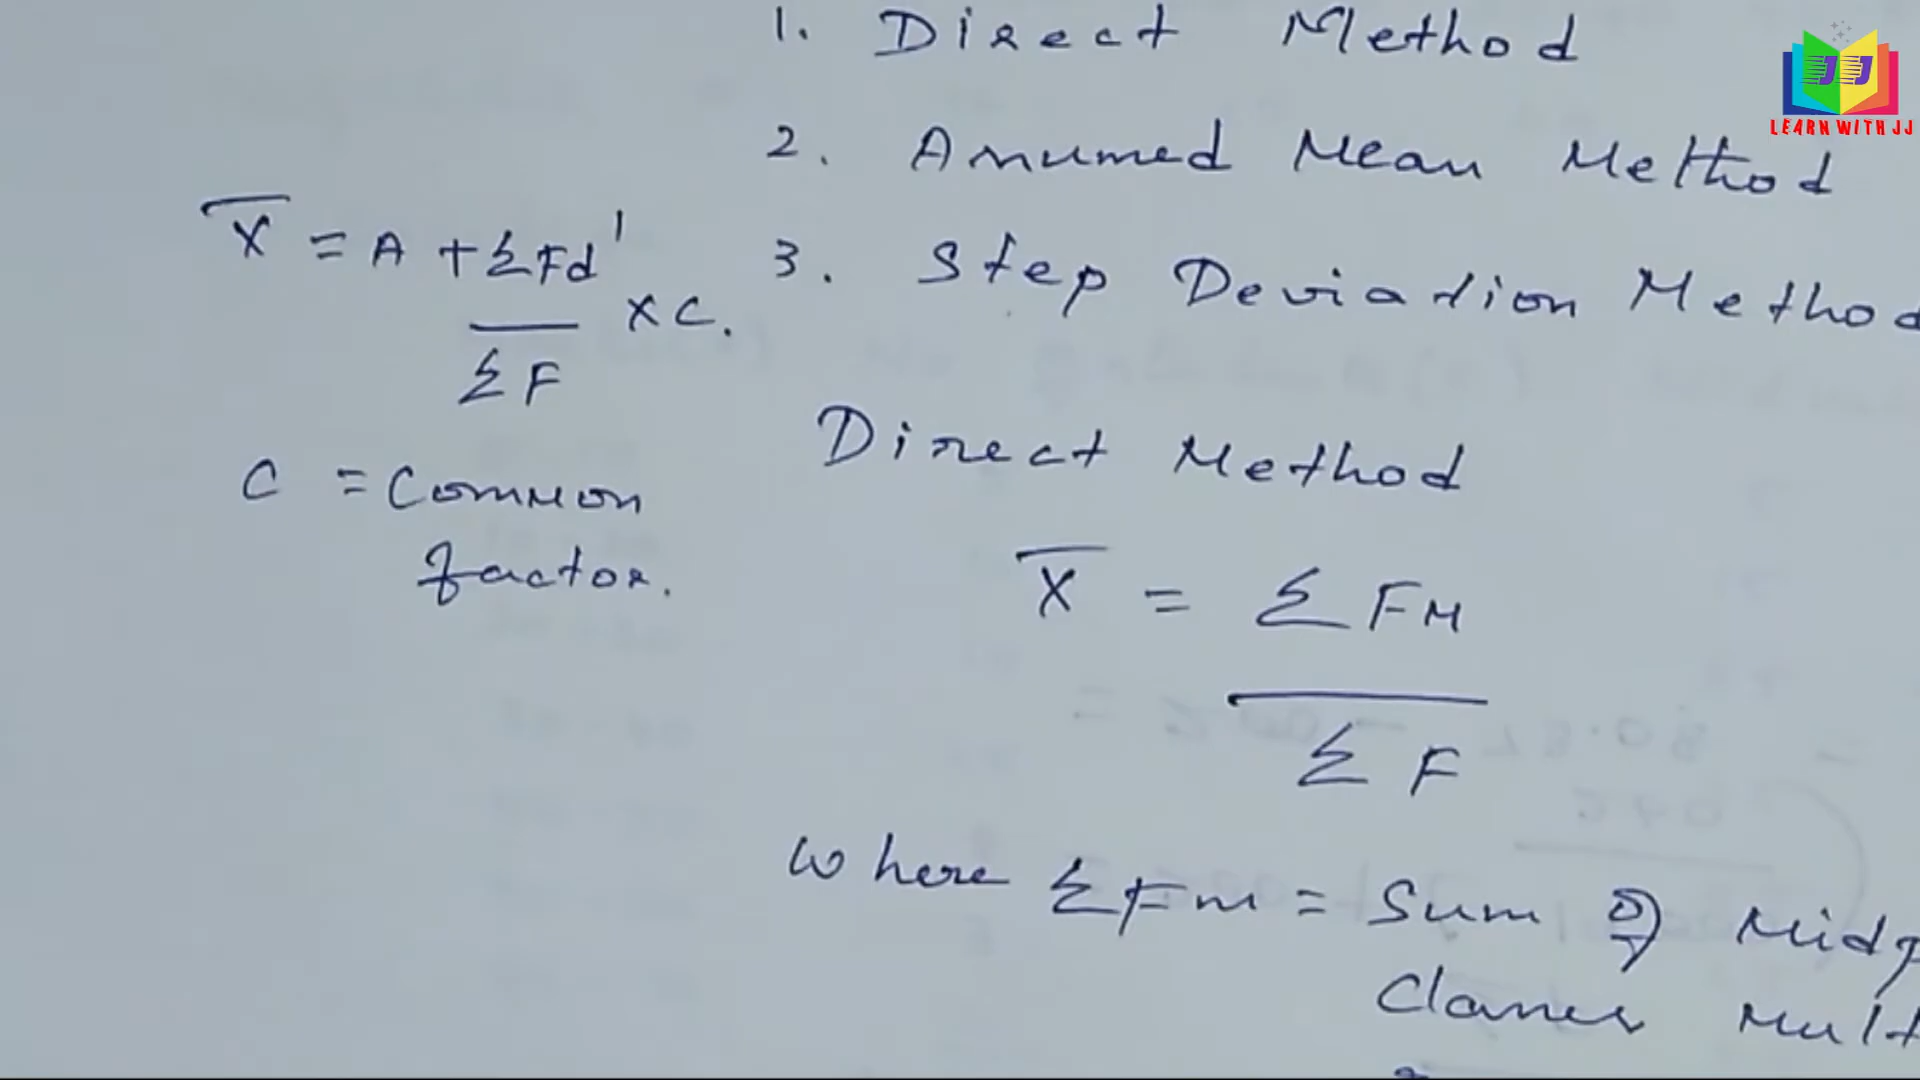 1. Direct Method
2. Assumed Mean Method
3. Step Deviation Method
X̄ = A + ΣFd'
× C.
ΣF
C = Common
factor.
Direct Method
X̄ = ΣFM
ΣF
Where ΣFm = Sum of Midp
Classes Mult
LEARN WITH JJ